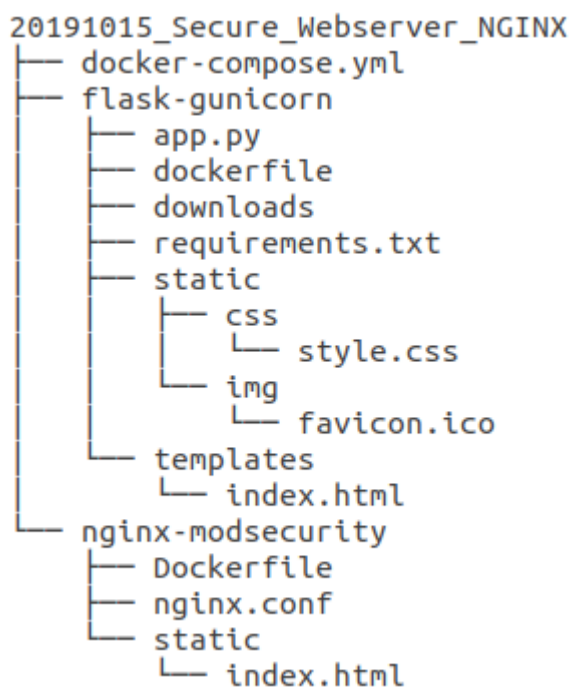 20191015_Secure_Webserver_NGINX
├── docker-compose.yml
├── flask-gunicorn
│   ├── app.py
│   ├── dockerfile
│   ├── downloads
│   ├── requirements.txt
│   ├── static
│   │   ├── css
│   │   │   └── style.css
│   │   └── img
│   │       └── favicon.ico
│   └── templates
│       └── index.html
└── nginx-modsecurity
    ├── Dockerfile
    ├── nginx.conf
    └── static
        └── index.html